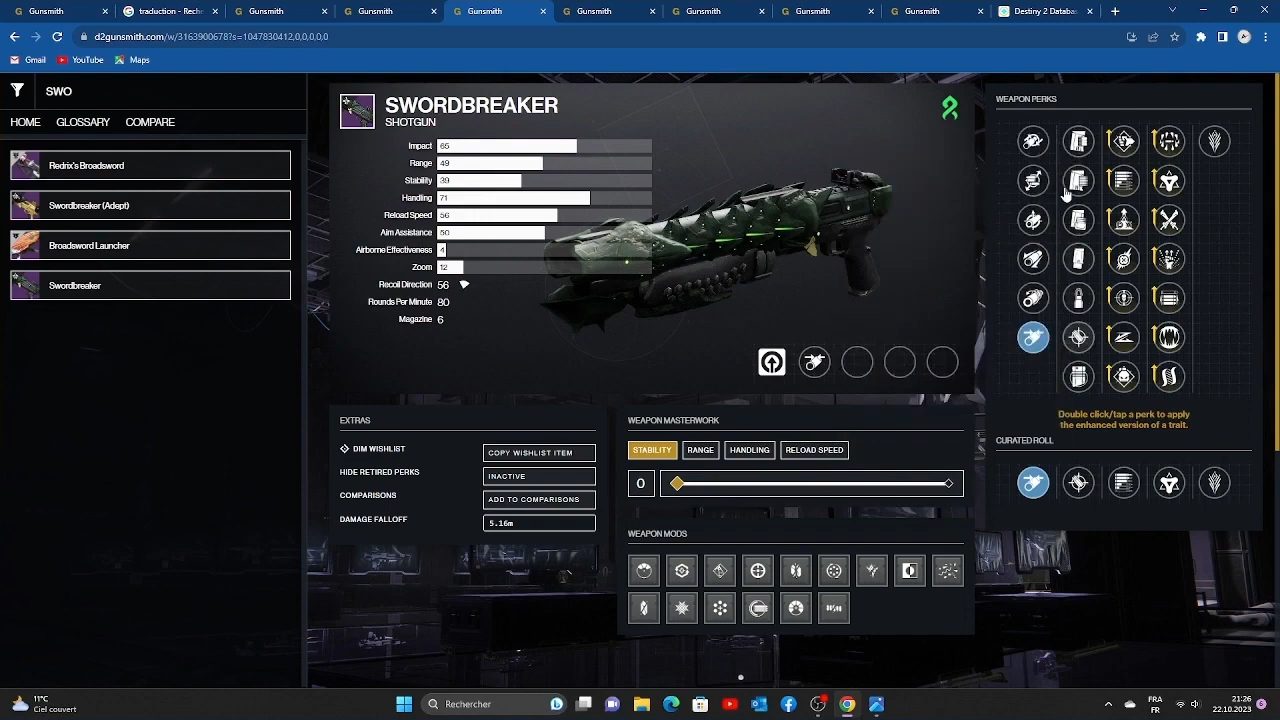 Gunsmith
traduction - Rech
Gunsmith
Gunsmith
Gunsmith
Gunsmith
Gunsmith
Gunsmith
Gunsmith
Destiny 2 Databas
d2gunsmith.com/w/3163900678?s=1047830412,0,0,0,0,0
Gmail
YouTube
Maps
SWO
HOME
GLOSSARY
COMPARE
Redrix's Broadsword
Swordbreaker (Adept)
Broadsword Launcher
Swordbreaker
SWORDBREAKER
SHOTGUN
Impact 65
Range 49
Stability 39
Handling 71
Reload Speed 56
Aim Assistance 50
Airborne Effectiveness 4
Zoom 12
Recoil Direction 56
Rounds Per Minute 80
Magazine 6
EXTRAS
DIM WISHLIST
COPY WISHLIST ITEM
HIDE RETIRED PERKS
INACTIVE
COMPARISONS
ADD TO COMPARISONS
DAMAGE FALLOFF
5.16m
WEAPON MASTERWORK
STABILITY
RANGE
HANDLING
RELOAD SPEED
0
WEAPON MODS
WEAPON PERKS
Double click/tap a perk to apply
the enhanced version of a trait.
CURATED ROLL
11°C
Ciel couvert
Rechercher
FRA
FR
21:26
22.10.2023